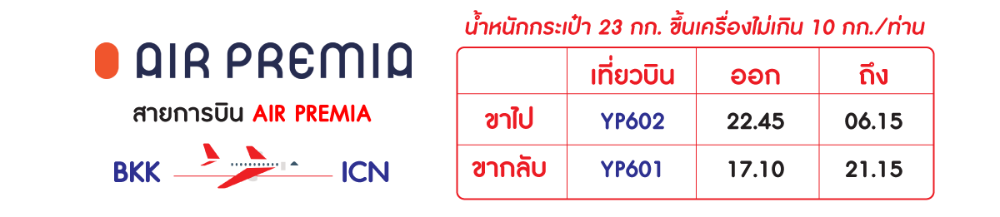 AIR PREMIA
สายการบิน AIR PREMIA
BKK ICN
น้ำหนักกระเป๋า 23 กก. ขึ้นเครื่องไม่เกิน 10 กก./ท่าน
เที่ยวบิน ออก ถึง
ขาไป YP602 22.45 06.15
ขากลับ YP601 17.10 21.15